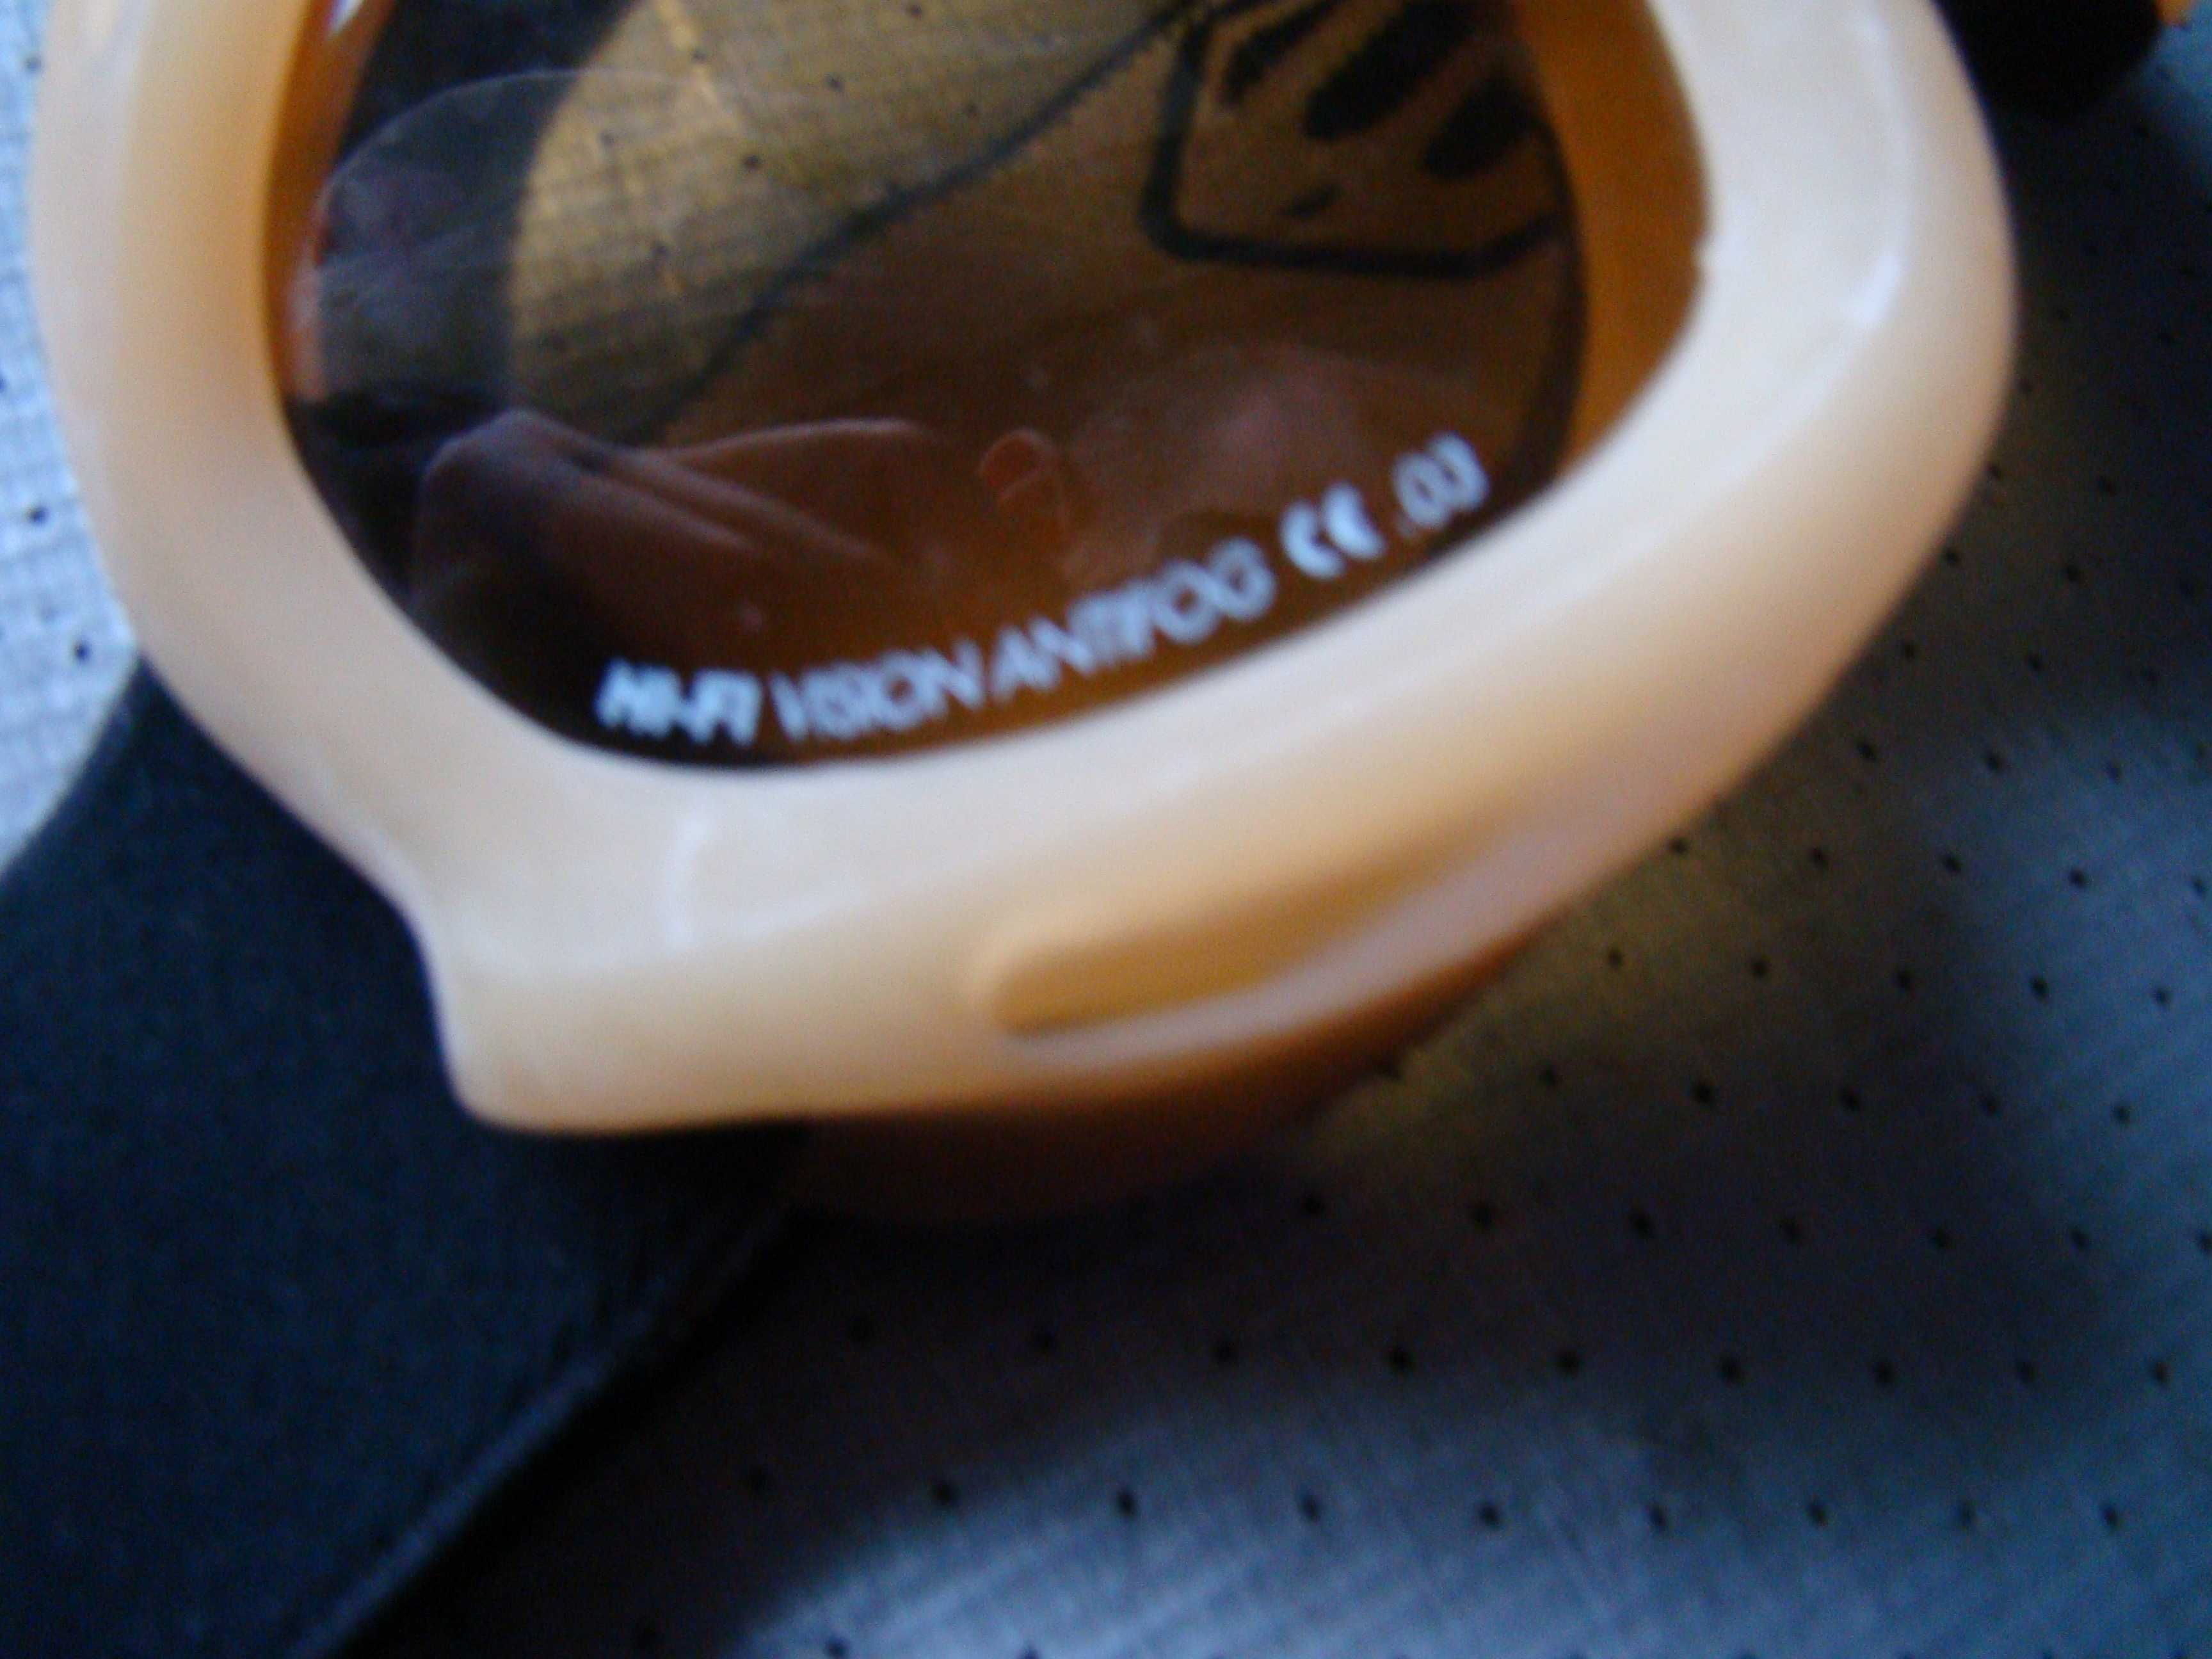 HI-FI VISION ANTIFOG CE .03